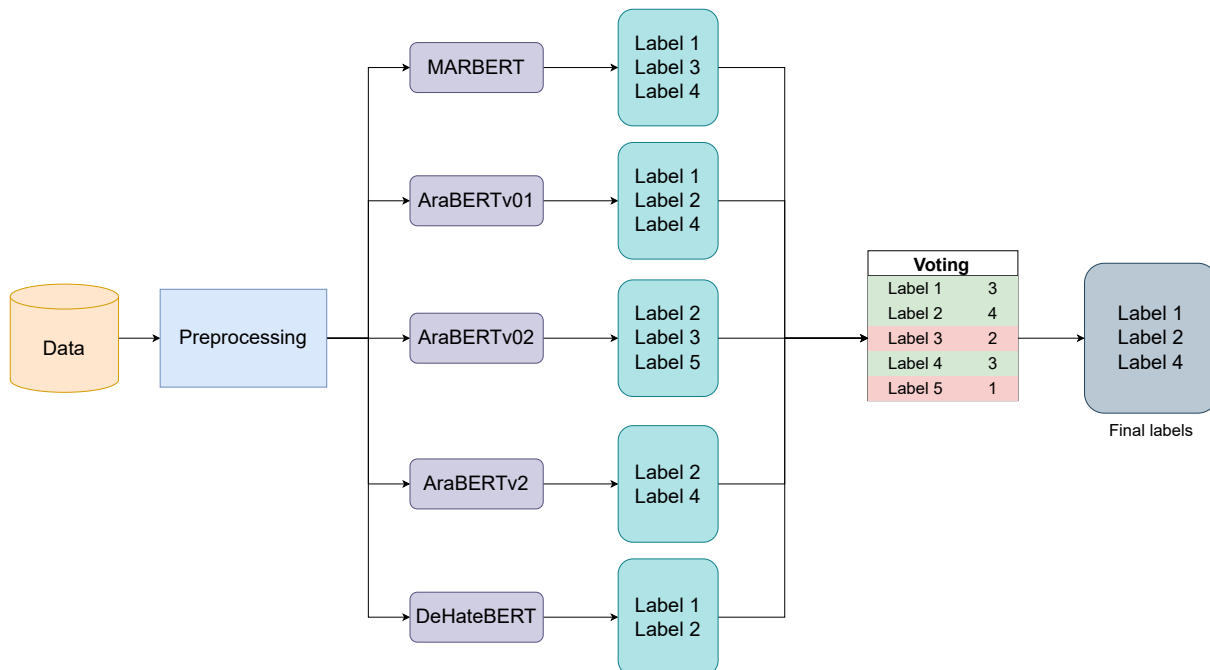 Data
Preprocessing
MARBERT
AraBERTv01
AraBERTv02
AraBERTv2
DeHateBERT
Label 1
Label 3
Label 4
Label 1
Label 2
Label 4
Label 2
Label 3
Label 5
Label 2
Label 4
Label 1
Label 2
Voting
Label 1 3
Label 2 4
Label 3 2
Label 4 3
Label 5 1
Label 1
Label 2
Label 4
Final labels